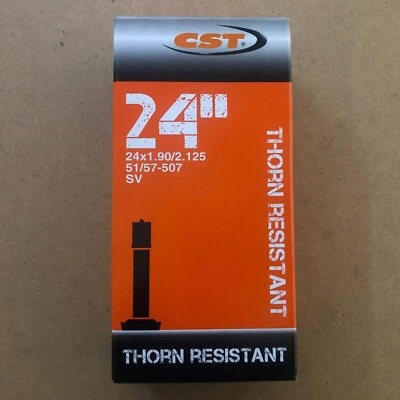 CST
24"
24x1.90/2.125
51/57-507
SV
THORN RESISTANT
THORN RESISTANT